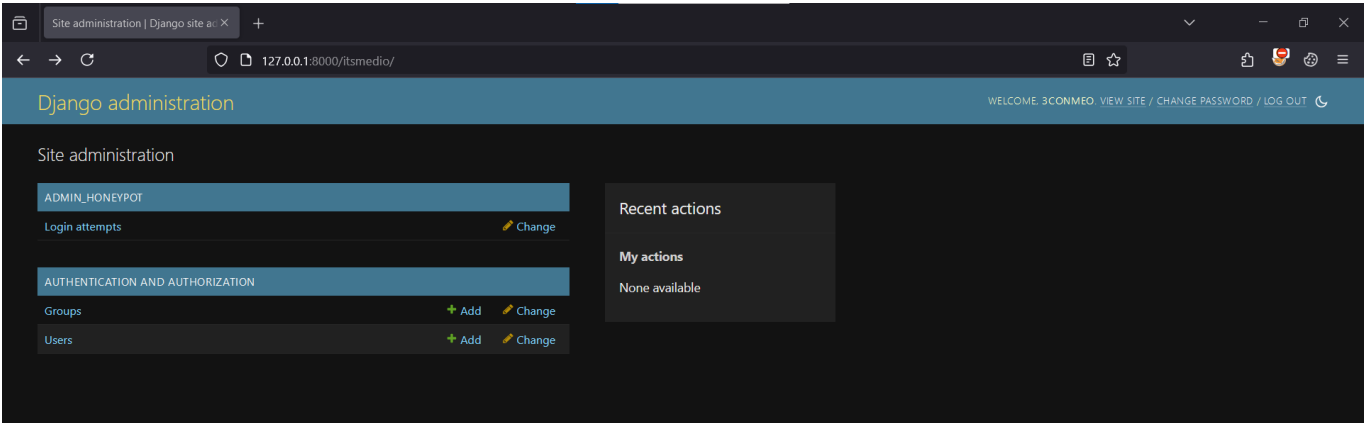 Site administration | Django site ad
127.0.0.1:8000/itsmedio/
Django administration
WELCOME, 3CONMEO. VIEW SITE / CHANGE PASSWORD / LOG OUT
Site administration
ADMIN_HONEYPOT
Login attempts Change
AUTHENTICATION AND AUTHORIZATION
Groups Add Change
Users Add Change
Recent actions
My actions
None available